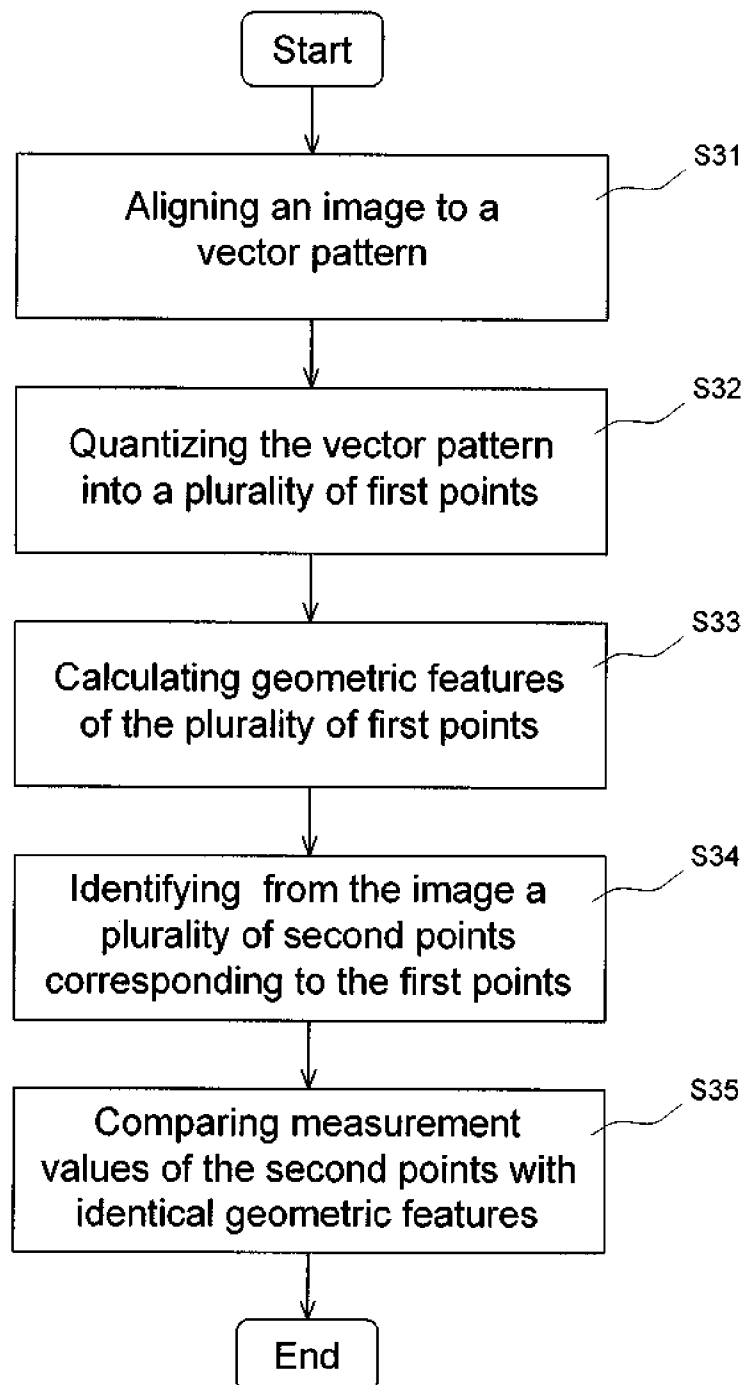 Start
S31
Aligning an image to a
vector pattern
S32
Quantizing the vector pattern
into a plurality of first points
S33
Calculating geometric features
of the plurality of first points
S34
Identifying from the image a
plurality of second points
corresponding to the first points
S35
Comparing measurement
values of the second points with
identical geometric features
End